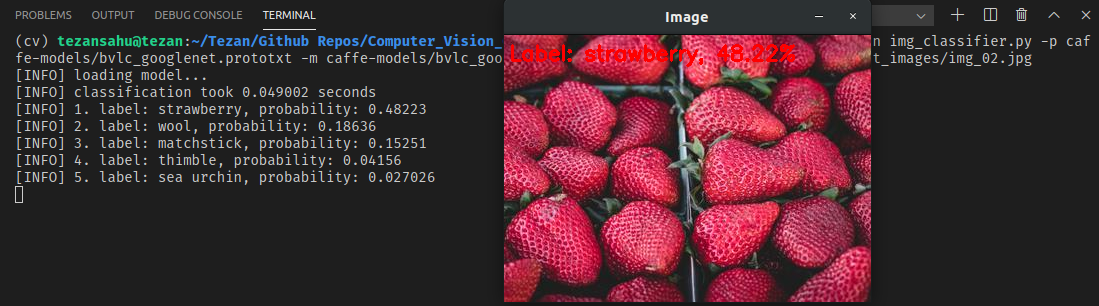 PROBLEMS OUTPUT DEBUG CONSOLE TERMINAL
(cv) tezansahu@tezan:~/Tezan/Github Repos/Computer_Vision_ img_classifier.py -p caf
fe-models/bvlc_googlenet.prototxt -m caffe-models/bvlc_goo t_images/img_02.jpg
[INFO] loading model...
[INFO] classification took 0.049002 seconds
[INFO] 1. label: strawberry, probability: 0.48223
[INFO] 2. label: wool, probability: 0.18636
[INFO] 3. label: matchstick, probability: 0.15251
[INFO] 4. label: thimble, probability: 0.04156
[INFO] 5. label: sea urchin, probability: 0.027026
Image
Label: strawberry, 48.22%